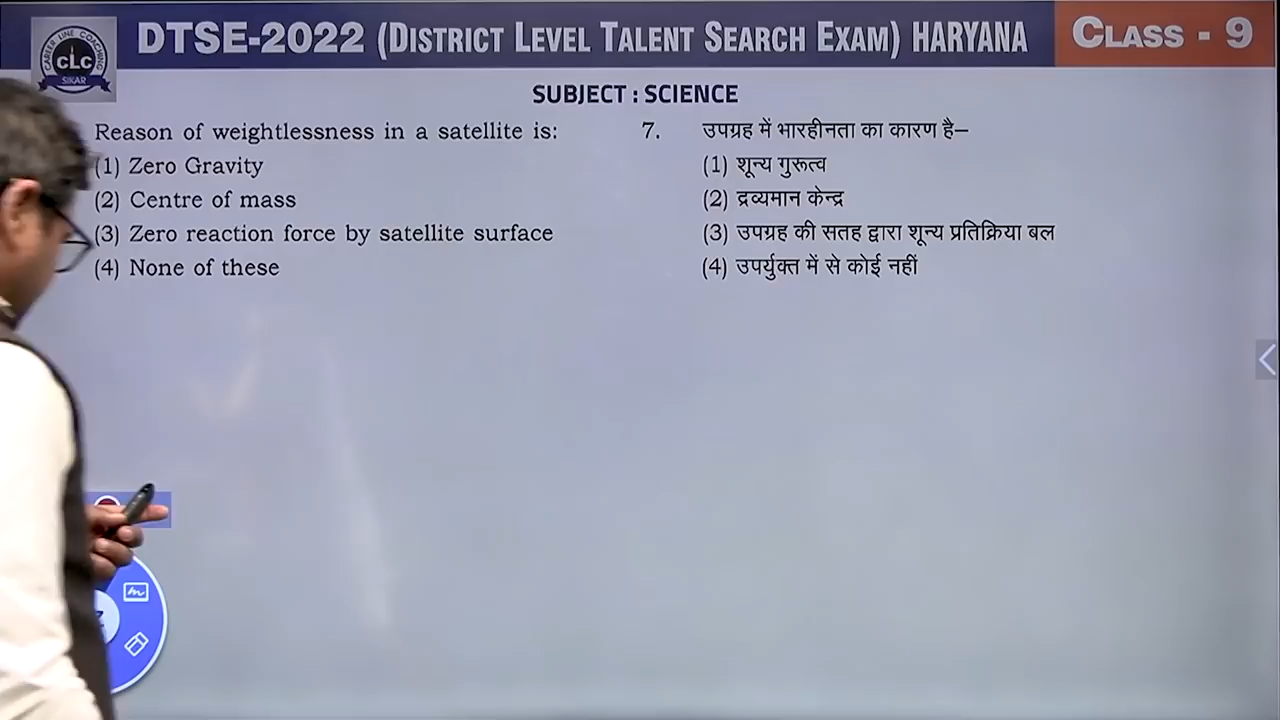 CAREER LINE COACHING
CLC
SIKAR
DTSE-2022 (DISTRICT LEVEL TALENT SEARCH EXAM) HARYANA
CLASS - 9
SUBJECT : SCIENCE
Reason of weightlessness in a satellite is:
(1) Zero Gravity
(2) Centre of mass
(3) Zero reaction force by satellite surface
(4) None of these
7. उपग्रह में भारहीनता का कारण है–
(1) शून्य गुरूत्व
(2) द्रव्यमान केन्द्र
(3) उपग्रह की सतह द्वारा शून्य प्रतिक्रिया बल
(4) उपर्युक्त में से कोई नहीं